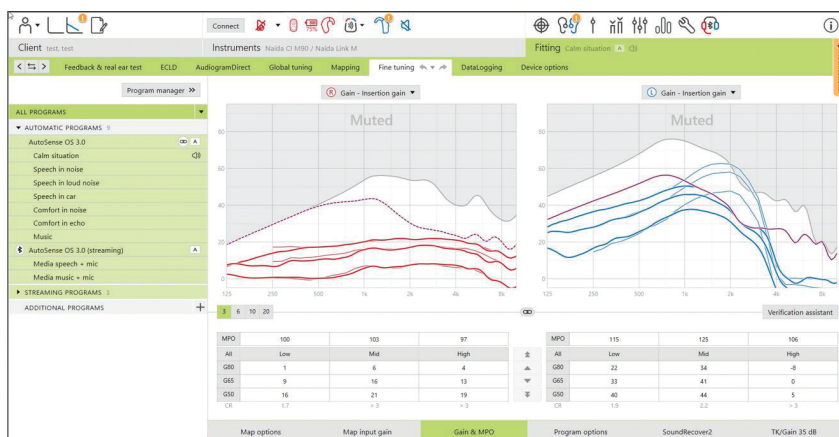 75%
Connect
Client test, test
Instruments Naída CI M90 / Naída Link M
Fitting Calm situation A
Feedback & real ear test ECLD AudiogramDirect Global tuning Mapping Fine tuning DataLogging Device options
Program manager
ALL PROGRAMS
AUTOMATIC PROGRAMS 9
AutoSense OS 3.0 A
Calm situation
Speech in noise
Speech in loud noise
Speech in car
Comfort in noise
Comfort in echo
Music
AutoSense OS 3.0 (streaming) A
Media speech + mic
Media music + mic
STREAMING PROGRAMS 2
ADDITIONAL PROGRAMS
R Gain - Insertion gain
Muted
80
60
40
20
0
125 250 500 1k 2k 4k 8k
L Gain - Insertion gain
Muted
80
60
40
20
0
125 250 500 1k 2k 4k 8k
3 6 10 20
Verification assistant
MPO 100 103 97
All Low Mid High
G80 1 6 4
G65 9 16 13
G50 16 21 19
CR 1.7 > 3 > 3
MPO 115 125 106
All Low Mid High
G80 22 34 -8
G65 33 41 0
G50 40 44 5
CR 1.9 2.2 > 3
Map options Map input gain Gain & MPO Program options SoundRecover2 TK/Gain 35 dB